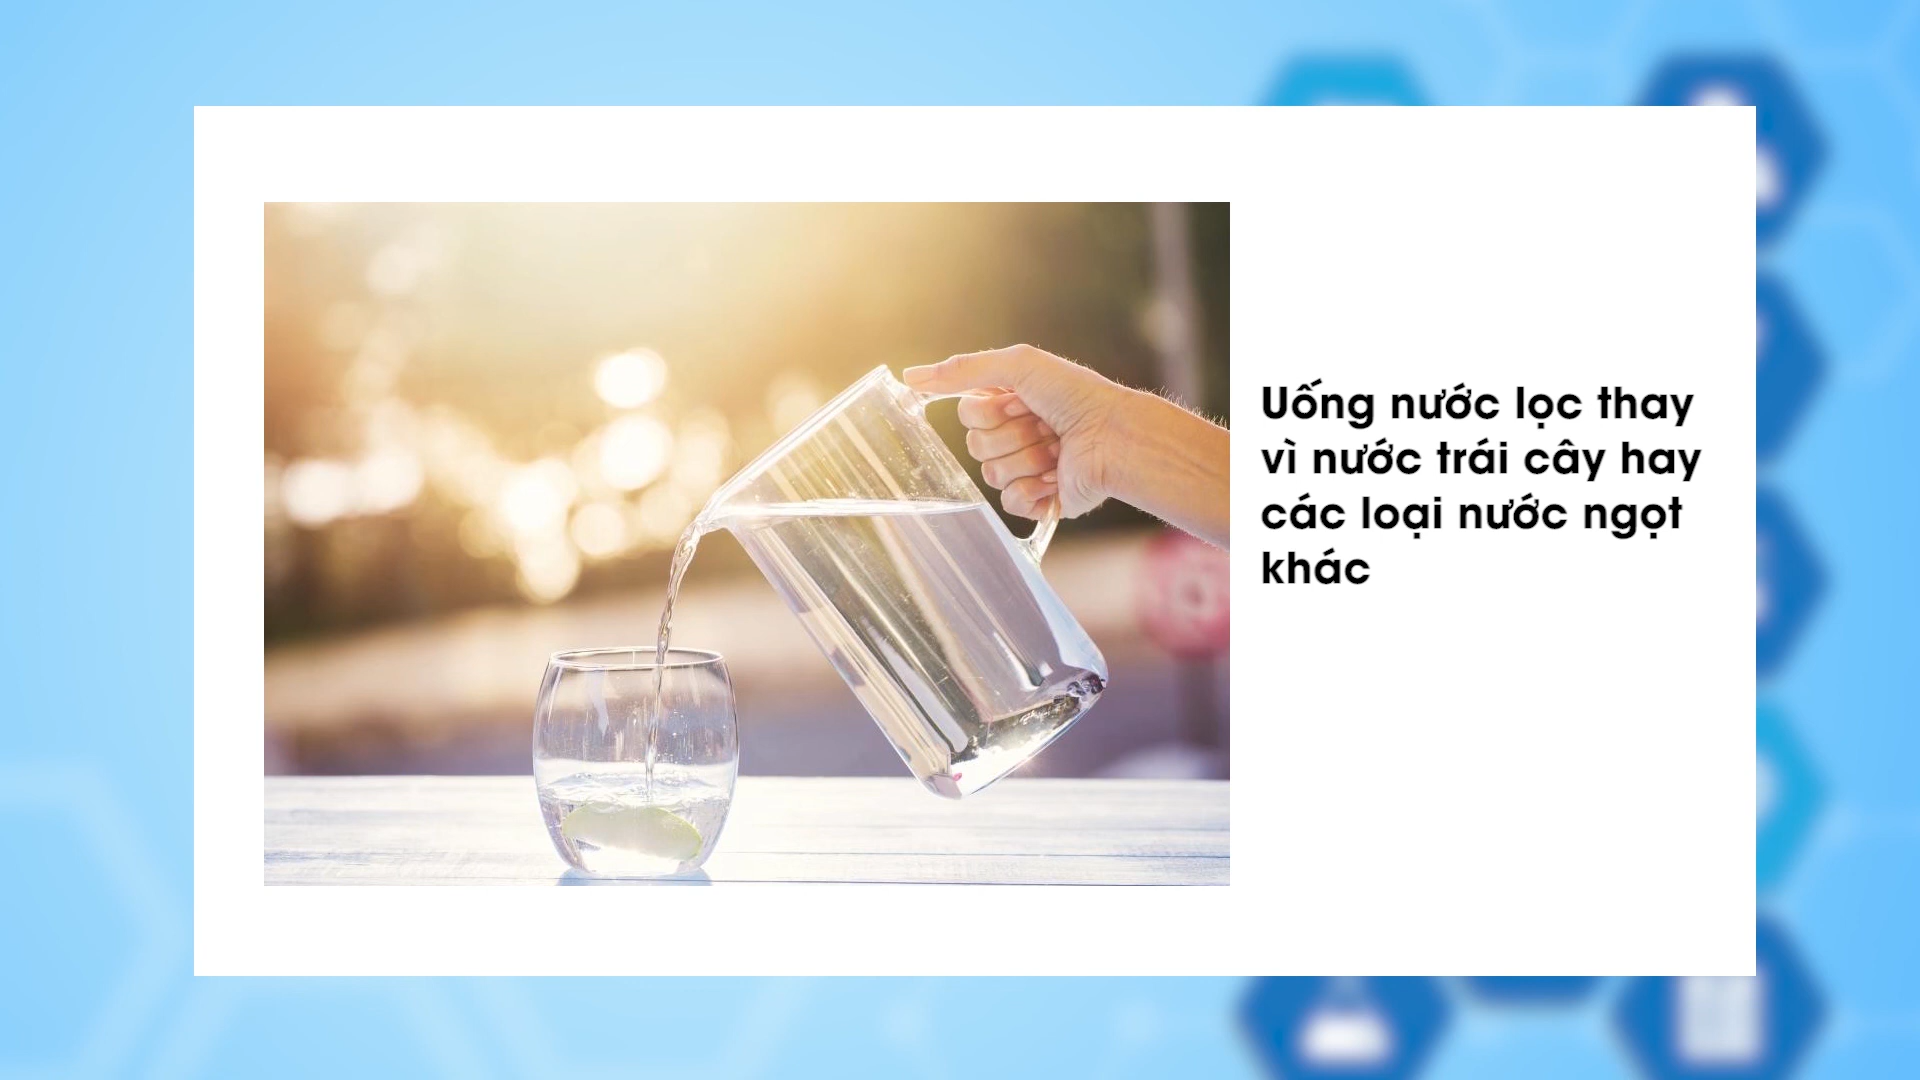 Uống nước lọc thay
vì nước trái cây hay
các loại nước ngọt
khác